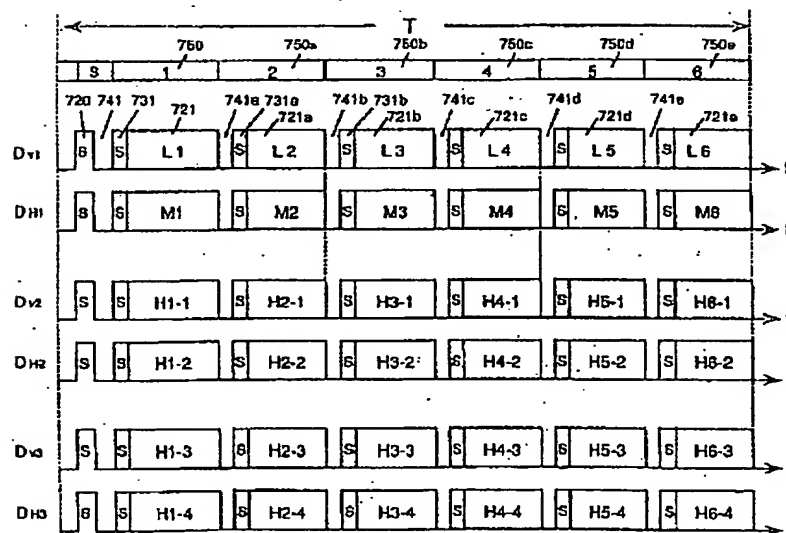 T
750 750a 750b 750c 750d 750e
S 1 2 3 4 5 6
720 741 731 721 741a 731a 721a 741b 731b 721b 741c 721c 741d 721d 741e 721e
DV1 S S L1 S L2 S L3 S L4 S L5 S L6
DH1 S S M1 S M2 S M3 S M4 S M5 S M6
DV2 S S H1-1 S H2-1 S H3-1 S H4-1 S H5-1 S H6-1
DH2 S S H1-2 S H2-2 S H3-2 S H4-2 S H5-2 S H6-2
DV3 S S H1-3 S H2-3 S H3-3 S H4-3 S H5-3 S H6-3
DH3 S S H1-4 S H2-4 S H3-4 S H4-4 S H5-4 S H6-4